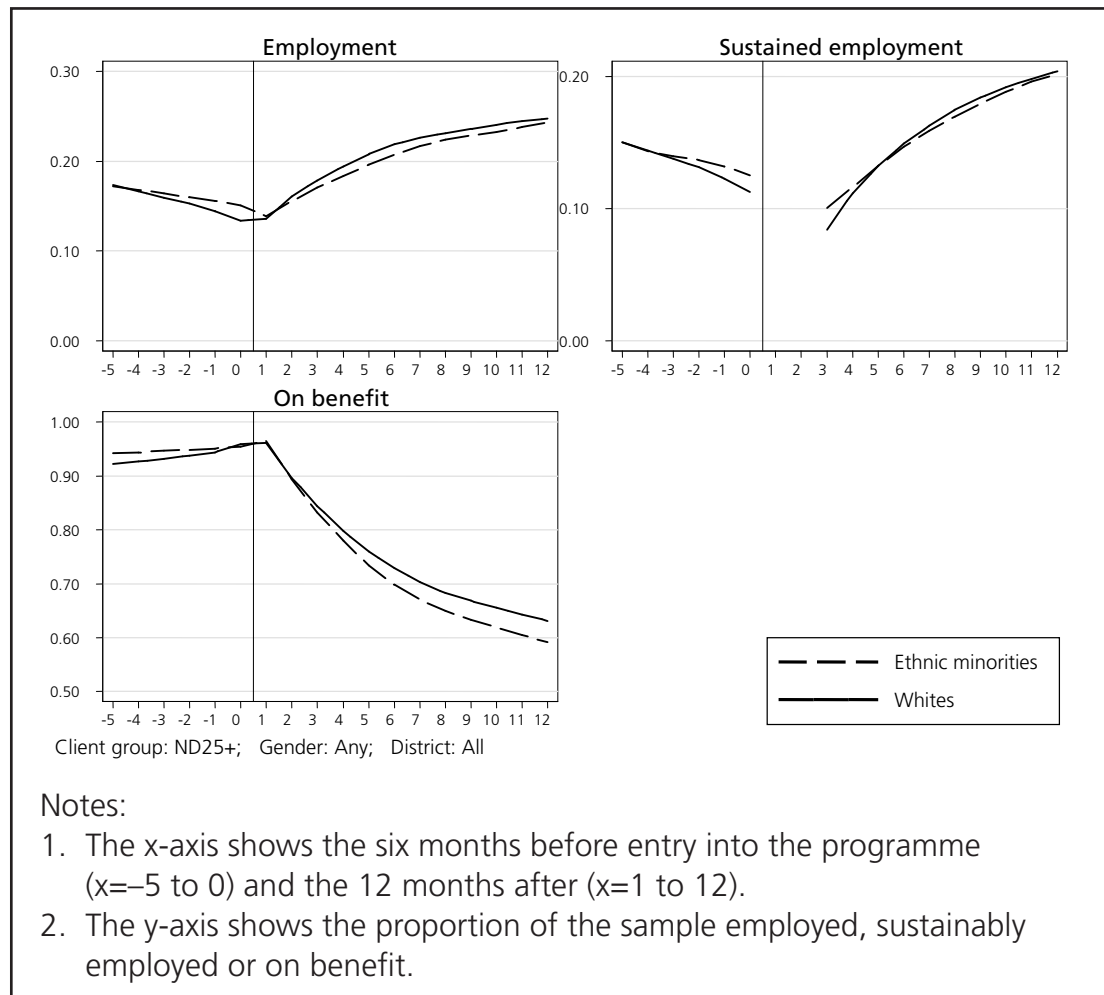 Employment
0.30
0.20
0.10
0.00
-5 -4 -3 -2 -1 0 1 2 3 4 5 6 7 8 9 10 11 12
Sustained employment
0.20
0.10
0.00
-5 -4 -3 -2 -1 0 1 2 3 4 5 6 7 8 9 10 11 12
On benefit
1.00
0.90
0.80
0.70
0.60
0.50
-5 -4 -3 -2 -1 0 1 2 3 4 5 6 7 8 9 10 11 12
Ethnic minorities
Whites
Client group: ND25+; Gender: Any; District: All
Notes:
1. The x-axis shows the six months before entry into the programme
(x=–5 to 0) and the 12 months after (x=1 to 12).
2. The y-axis shows the proportion of the sample employed, sustainably
employed or on benefit.